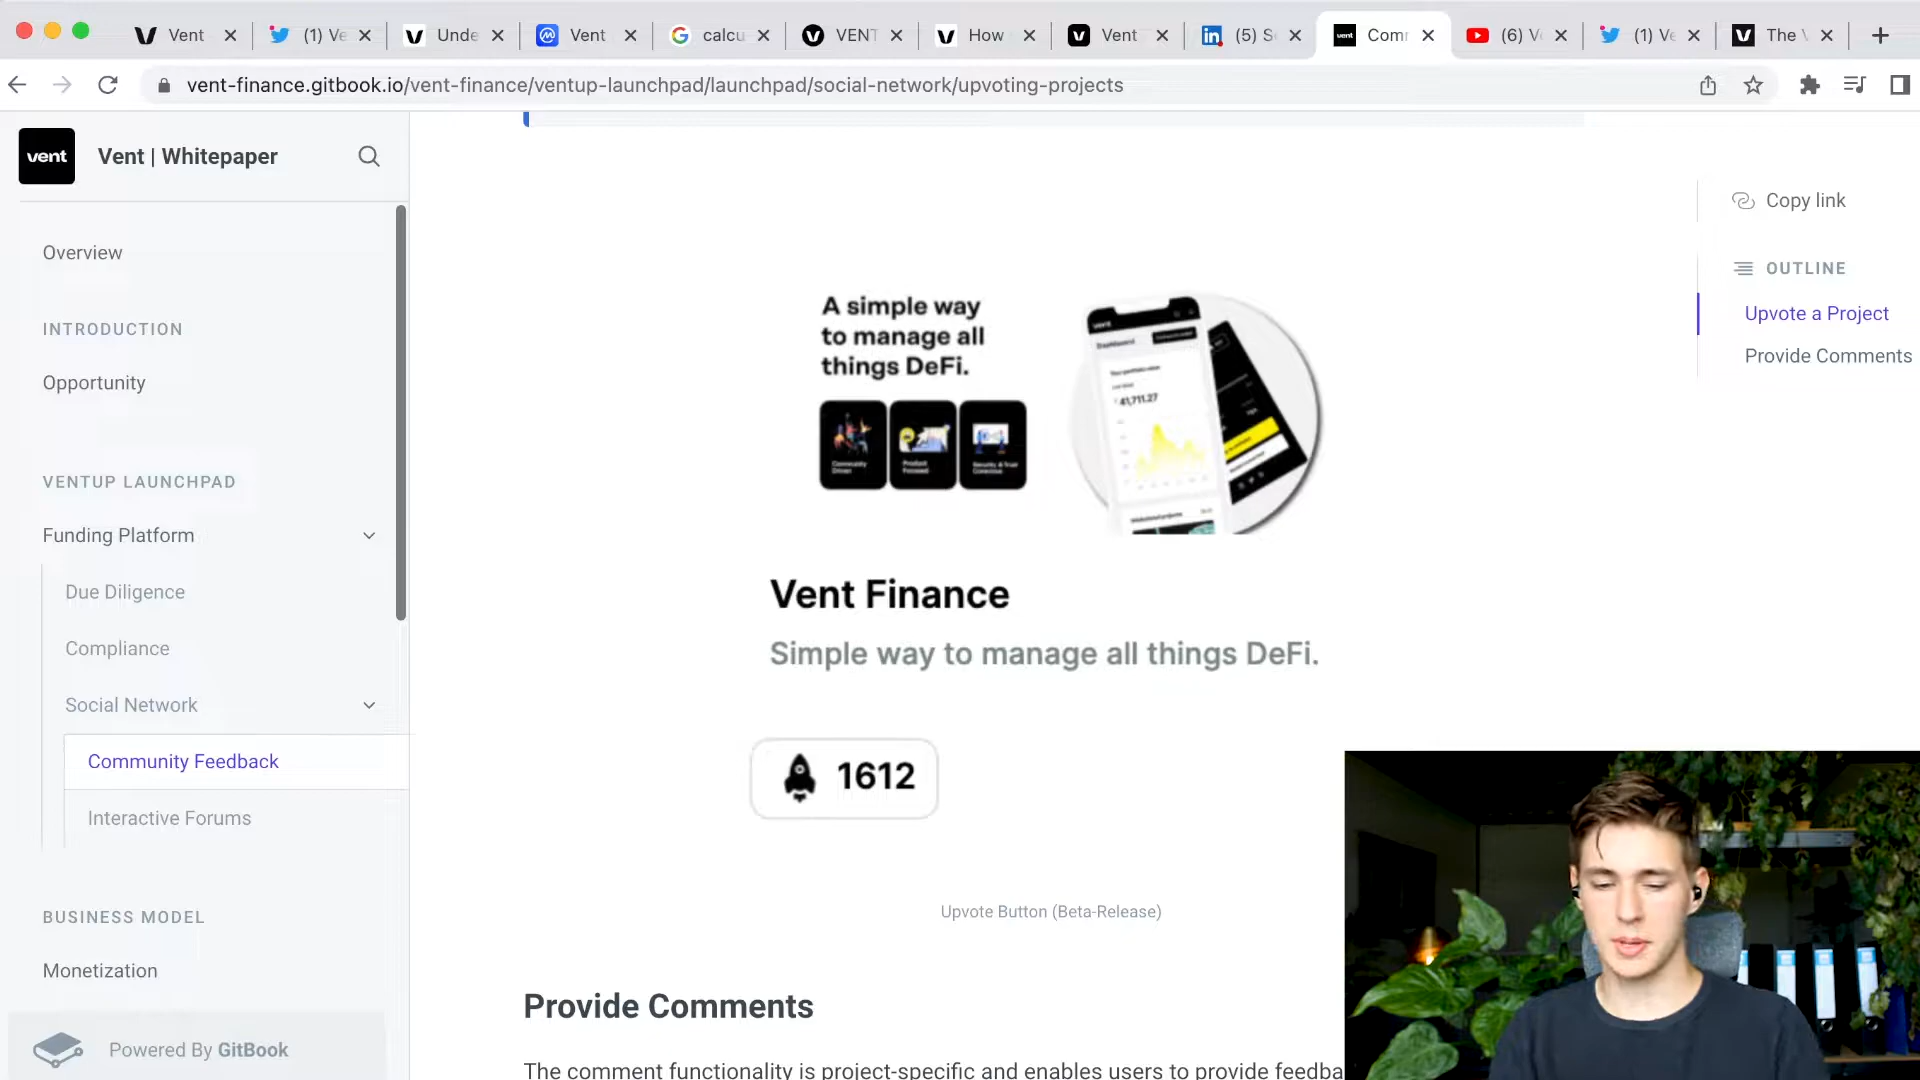 Vent
(1) Ve
Unde
Vent
calcu
VENT
How
Vent
(5) S
Comm
(6) V
(1) Ve
The V
vent-finance.gitbook.io/vent-finance/ventup-launchpad/launchpad/social-network/upvoting-projects
vent
Vent | Whitepaper
Overview
INTRODUCTION
Opportunity
VENTUP LAUNCHPAD
Funding Platform
Due Diligence
Compliance
Social Network
Community Feedback
Interactive Forums
BUSINESS MODEL
Monetization
Powered By GitBook
A simple way
to manage all
things DeFi.
41,711.27
Vent Finance
Simple way to manage all things DeFi.
1612
Upvote Button (Beta-Release)
Provide Comments
The comment functionality is project-specific and enables users to provide feedba
Copy link
OUTLINE
Upvote a Project
Provide Comments